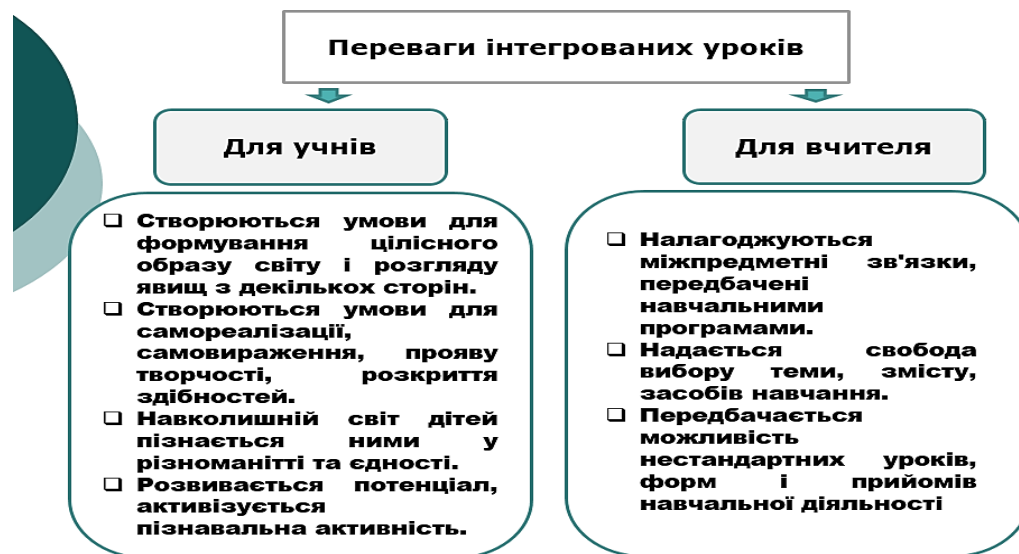 Переваги інтегрованих уроків
Для учнів
❑ Створюються умови для
формування цілісного
образу світу і розгляду
явищ з декількох сторін.
❑ Створюються умови для
самореалізації,
самовираження, прояву
творчості, розкриття
здібностей.
❑ Навколишній світ дітей
пізнається ними у
різноманітті та єдності.
❑ Розвивається потенціал,
активізується
пізнавальна активність.
Для вчителя
❑ Налагоджуються
міжпредметні зв'язки,
передбачені
навчальними
програмами.
❑ Надається свобода
вибору теми, змісту,
засобів навчання.
❑ Передбачається
можливість
нестандартних уроків,
форм і прийомів
навчальної діяльності